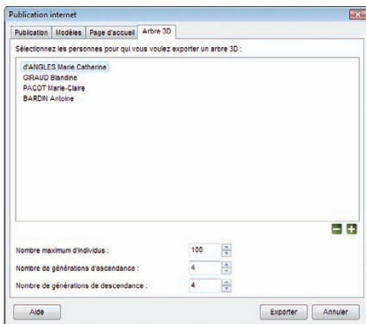 Publication internet
Publication Modèles Page d'accueil Arbre 3D
Sélectionnez les personnes pour qui vous voulez exporter un arbre 3D :
d'ANGLES Marie Catherine
GIRAUD Blandine
PACOT Marie-Claire
BARDIN Antoine
Nombre maximum d'individus : 100
Nombre de générations d'ascendance : 4
Nombre de générations de descendance : 4
Aide Exporter Annuler